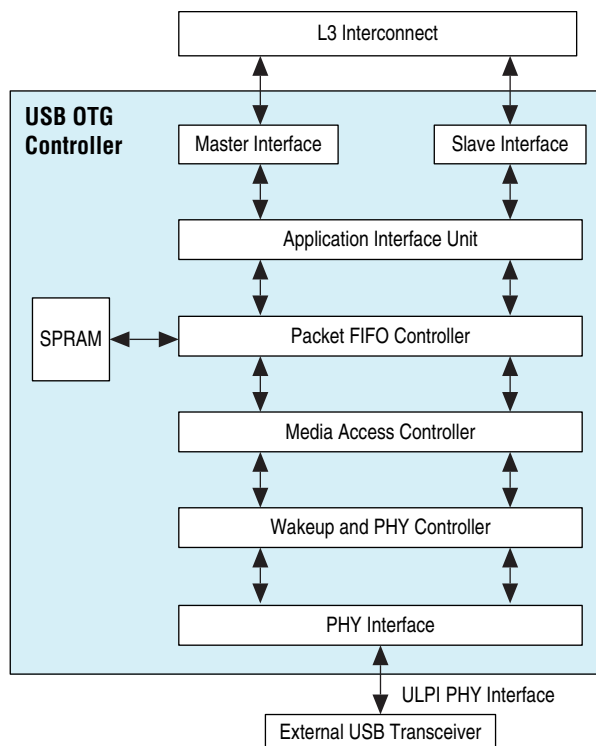 L3 Interconnect
USB OTG
Controller
Master Interface
Slave Interface
Application Interface Unit
SPRAM
Packet FIFO Controller
Media Access Controller
Wakeup and PHY Controller
PHY Interface
ULPI PHY Interface
External USB Transceiver